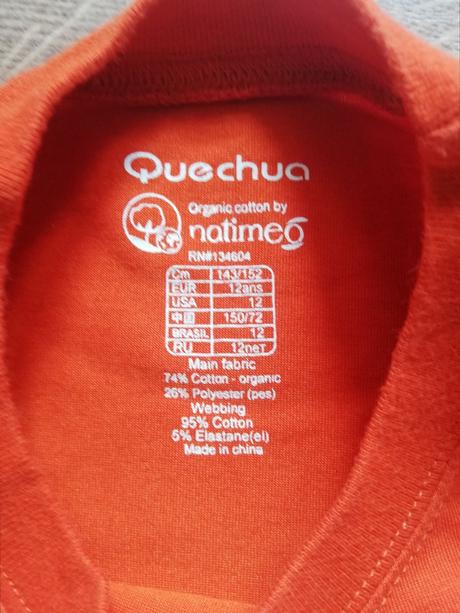 Quechua
Organic cotton by
natimeo
RN#134604
Cm 143/152
EUR 12ans
USA 12
中国 150/72
BRASIL 12
RU 12лет
Main fabric
74% Cotton - organic
26% Polyester (pes)
Webbing
95% Cotton
5% Elastane(el)
Made in china